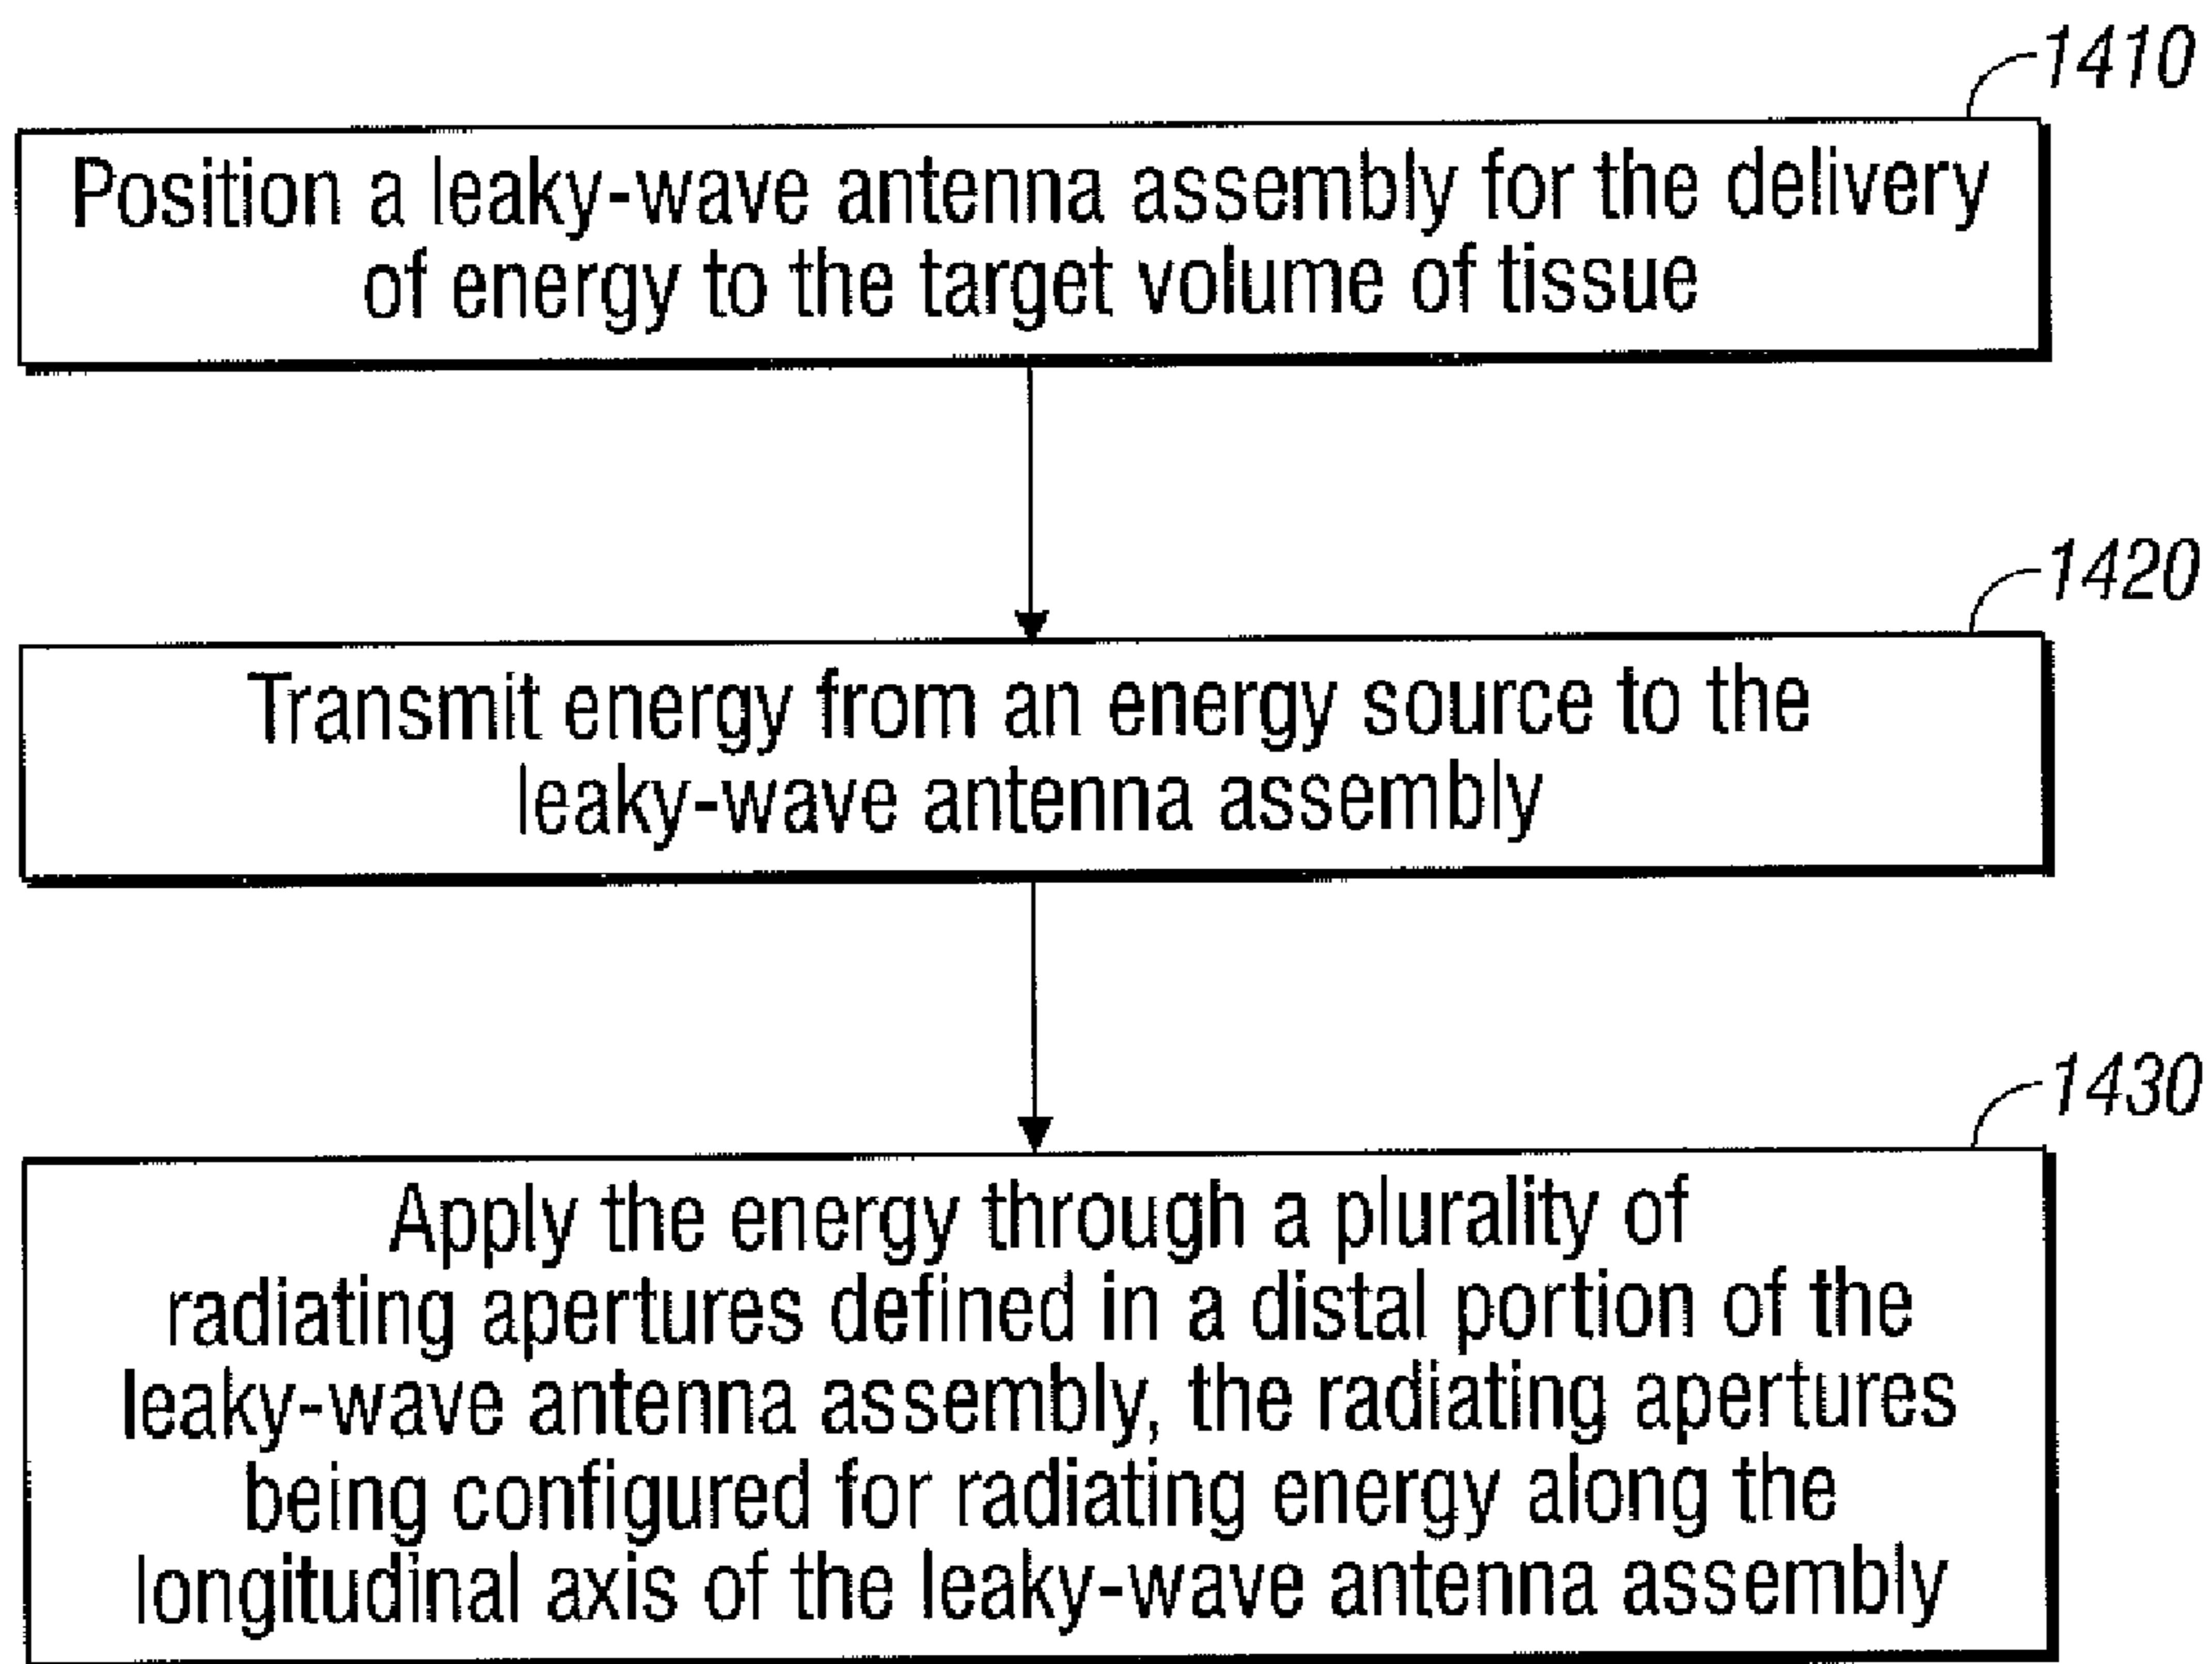 1410
Position a leaky-wave antenna assembly for the delivery
of energy to the target volume of tissue
1420
Transmit energy from an energy source to the
leaky-wave antenna assembly
1430
Apply the energy through a plurality of
radiating apertures defined in a distal portion of the
leaky-wave antenna assembly, the radiating apertures
being configured for radiating energy along the
longitudinal axis of the leaky-wave antenna assembly